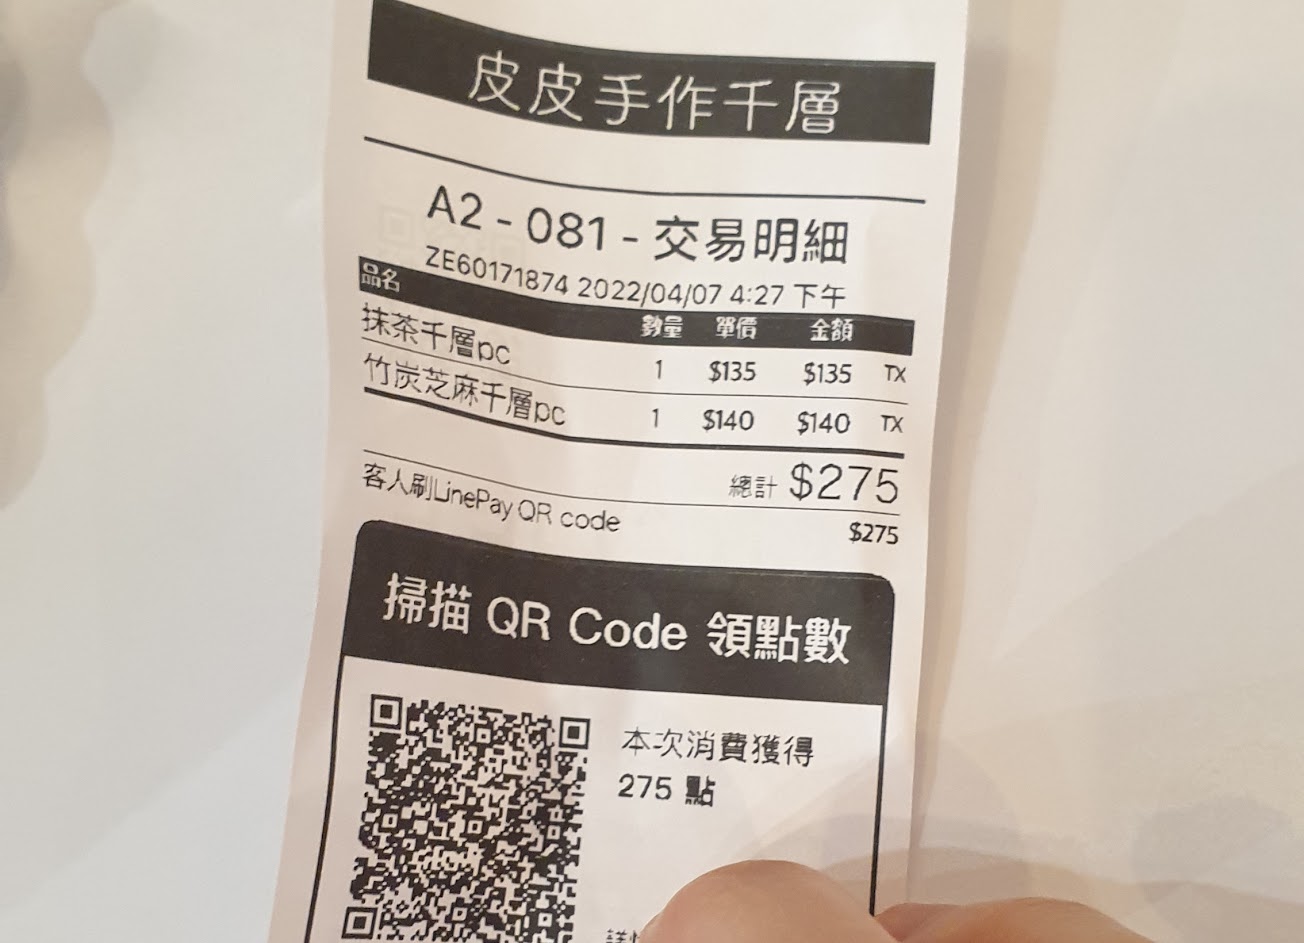 皮皮手作千層
A2 - 081 - 交易明細
ZE60171874 2022/04/07 4:27 下午
品名 數量 單價 金額
抹茶千層pc 1 $135 $135 TX
竹炭芝麻千層pc 1 $140 $140 TX
總計 $275
客人刷LinePay QR code $275
掃描 QR Code 領點數
本次消費獲得
275 點